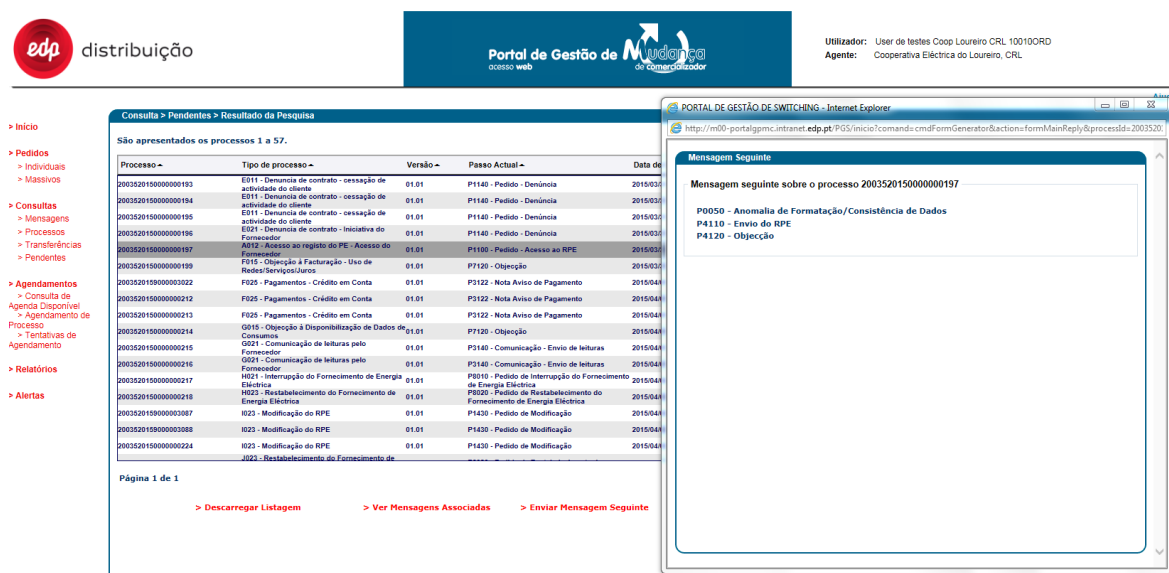 edp distribuição
Portal de Gestão de Mudança
acesso web de comercializador
Utilizador: User de testes Coop Loureiro CRL 10010ORD
Agente: Cooperativa Eléctrica do Loureiro, CRL
> Início
> Pedidos
> Individuais
> Massivos
> Consultas
> Mensagens
> Processos
> Transferências
> Pendentes
> Agendamentos
> Consulta de
Agenda Disponível
> Agendamento de
Processo
> Tentativas de
Agendamento
> Relatórios
> Alertas
Consulta > Pendentes > Resultado da Pesquisa
São apresentados os processos 1 a 57.
Processo Tipo de processo Versão Passo Actual Data de
2003520150000000193 E011 - Denuncia de contrato - cessação de actividade do cliente 01.01 P1140 - Pedido - Denúncia 2015/03/
2003520150000000194 E011 - Denuncia de contrato - cessação de actividade do cliente 01.01 P1140 - Pedido - Denúncia 2015/03/
2003520150000000195 E011 - Denuncia de contrato - cessação de actividade do cliente 01.01 P1140 - Pedido - Denúncia 2015/03/
2003520150000000196 E021 - Denuncia de contrato - Iniciativa do Fornecedor 01.01 P1140 - Pedido - Denúncia 2015/03/
2003520150000000197 A012 - Acesso ao registo do PE - Acesso do Fornecedor 01.01 P1100 - Pedido - Acesso ao RPE 2015/03/
2003520150000000199 F015 - Objecção à Facturação - Uso de Redes/Serviços/Juros 01.01 P7120 - Objecção 2015/03/
2003520159000003022 F025 - Pagamentos - Crédito em Conta 01.01 P3122 - Nota Aviso de Pagamento 2015/04/
2003520150000000212 F025 - Pagamentos - Crédito em Conta 01.01 P3122 - Nota Aviso de Pagamento 2015/04/
2003520150000000213 F025 - Pagamentos - Crédito em Conta 01.01 P3122 - Nota Aviso de Pagamento 2015/04/
2003520150000000214 G015 - Objecção à Disponibilização de Dados de Consumos 01.01 P7120 - Objecção 2015/04/
2003520150000000215 G021 - Comunicação de leituras pelo Fornecedor 01.01 P3140 - Comunicação - Envio de leituras 2015/04/
2003520150000000216 G021 - Comunicação de leituras pelo Fornecedor 01.01 P3140 - Comunicação - Envio de leituras 2015/04/
2003520150000000217 H021 - Interrupção do Fornecimento de Energia Eléctrica 01.01 P8010 - Pedido de Interrupção do Fornecimento de Energia Eléctrica 2015/04/
2003520150000000218 H023 - Restabelecimento do Fornecimento de Energia Eléctrica 01.01 P8020 - Pedido de Restabelecimento do Fornecimento de Energia Eléctrica 2015/04/
2003520159000003087 I023 - Modificação do RPE 01.01 P1430 - Pedido de Modificação 2015/04/
2003520159000003088 I023 - Modificação do RPE 01.01 P1430 - Pedido de Modificação 2015/04/
2003520150000000224 I023 - Modificação do RPE 01.01 P1430 - Pedido de Modificação 2015/04/
J023 - Restabelecimento do Fornecimento de
Página 1 de 1
> Descarregar Listagem > Ver Mensagens Associadas > Enviar Mensagem Seguinte
PORTAL DE GESTÃO DE SWITCHING - Internet Explorer
http://m00-portalgpmc.intranet.edp.pt/PGS/inicio?comand=cmdFormGenerator&action=formMainReply&processId=2003520
Mensagem Seguinte
Mensagem seguinte sobre o processo 2003520150000000197
P0050 - Anomalia de Formatação/Consistência de Dados
P4110 - Envio do RPE
P4120 - Objecção